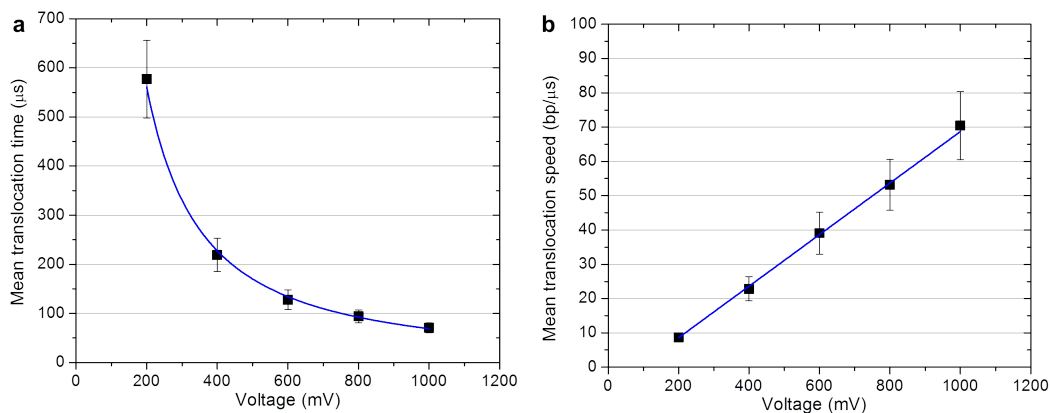 a
Mean translocation time (μs)
700
600
500
400
300
200
100
0
0 200 400 600 800 1000 1200
Voltage (mV)
b
Mean translocation speed (bp/μs)
100
90
80
70
60
50
40
30
20
10
0
0 200 400 600 800 1000 1200
Voltage (mV)